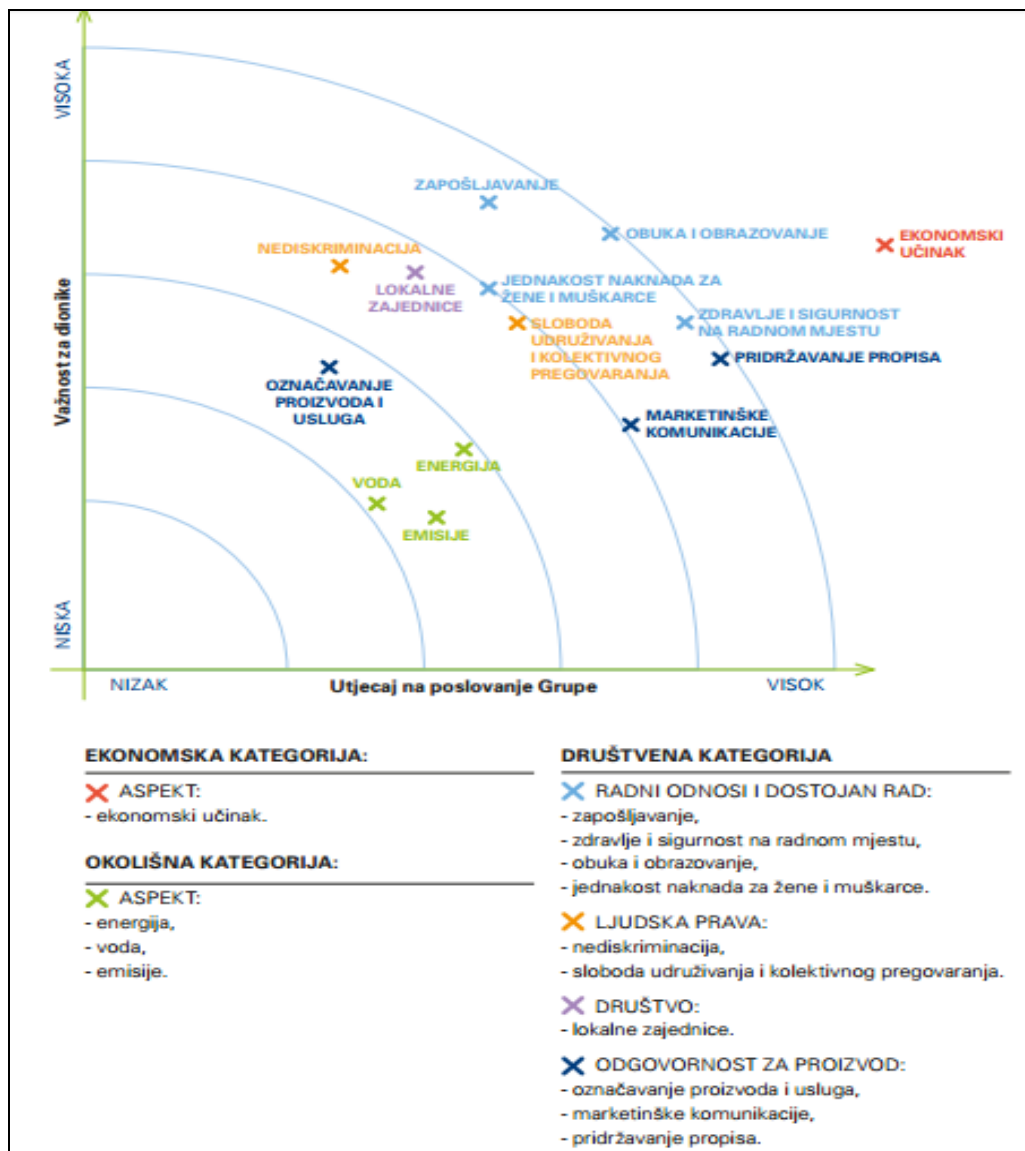 VISOKA
Važnost za dionike
NISKA
ZAPOŠLJAVANJE
OBUKA I OBRAZOVANJE
EKONOMSKI
UČINAK
NEDISKRIMINACIJA
LOKALNE
ZAJEDNICE
JEDNAKOST NAKNADA ZA
ŽENE I MUŠKARCE
SLOBODA
UDRUŽIVANJA
I KOLEKTIVNOG
PREGOVARANJA
ZDRAVLJE I SIGURNOST
NA RADNOM MJESTU
PRIDRŽAVANJE PROPISA
OZNAČAVANJE
PROIZVODA I
USLUGA
MARKETINŠKE
KOMUNIKACIJE
ENERGIJA
VODA
EMISIJE
NIZAK
Utjecaj na poslovanje Grupe
VISOK
EKONOMSKA KATEGORIJA:
ASPEKT:
- ekonomski učinak.
OKOLIŠNA KATEGORIJA:
ASPEKT:
- energija,
- voda,
- emisije.
DRUŠTVENA KATEGORIJA
RADNI ODNOSI I DOSTOJAN RAD:
- zapošljavanje,
- zdravlje i sigurnost na radnom mjestu,
- obuka i obrazovanje,
- jednakost naknada za žene i muškarce.
LJUDSKA PRAVA:
- nediskriminacija,
- sloboda udruživanja i kolektivnog pregovaranja.
DRUŠTVO:
- lokalne zajednice.
ODGOVORNOST ZA PROIZVOD:
- označavanje proizvoda i usluga,
- marketinške komunikacije,
- pridržavanje propisa.